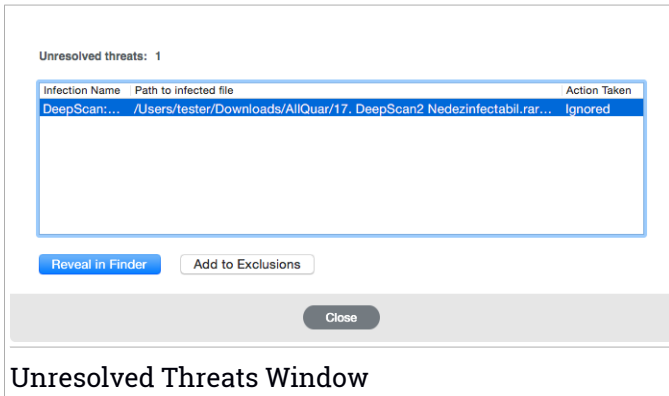 Unresolved threats: 1
Infection Name Path to infected file Action Taken
DeepScan:... /Users/tester/Downloads/AllQuar/17. DeepScan2 Nedezinfectabil.rar... Ignored
Reveal in Finder Add to Exclusions
Close
Unresolved Threats Window